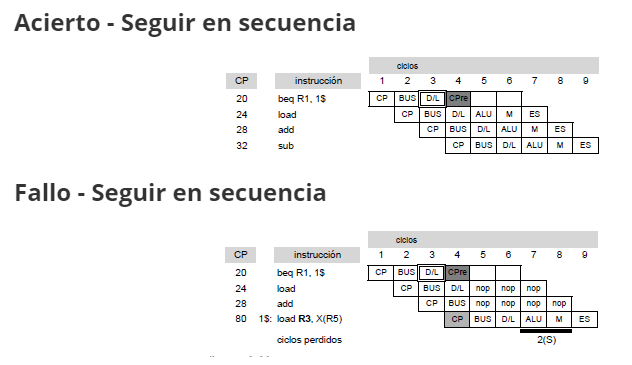 Acierto - Seguir en secuencia
ciclos
CP instrucción 1 2 3 4 5 6 7 8 9
20 beq R1, 1$ CP BUS D/L CPre
24 load CP BUS D/L ALU M ES
28 add CP BUS D/L ALU M ES
32 sub CP BUS D/L ALU M ES
Fallo - Seguir en secuencia
ciclos
CP instrucción 1 2 3 4 5 6 7 8 9
20 beq R1, 1$ CP BUS D/L CPre
24 load CP BUS D/L nop nop nop
28 add CP BUS nop nop nop nop
80 1$: load R3, X(R5) CP BUS D/L ALU M ES
ciclos perdidos 2(S)